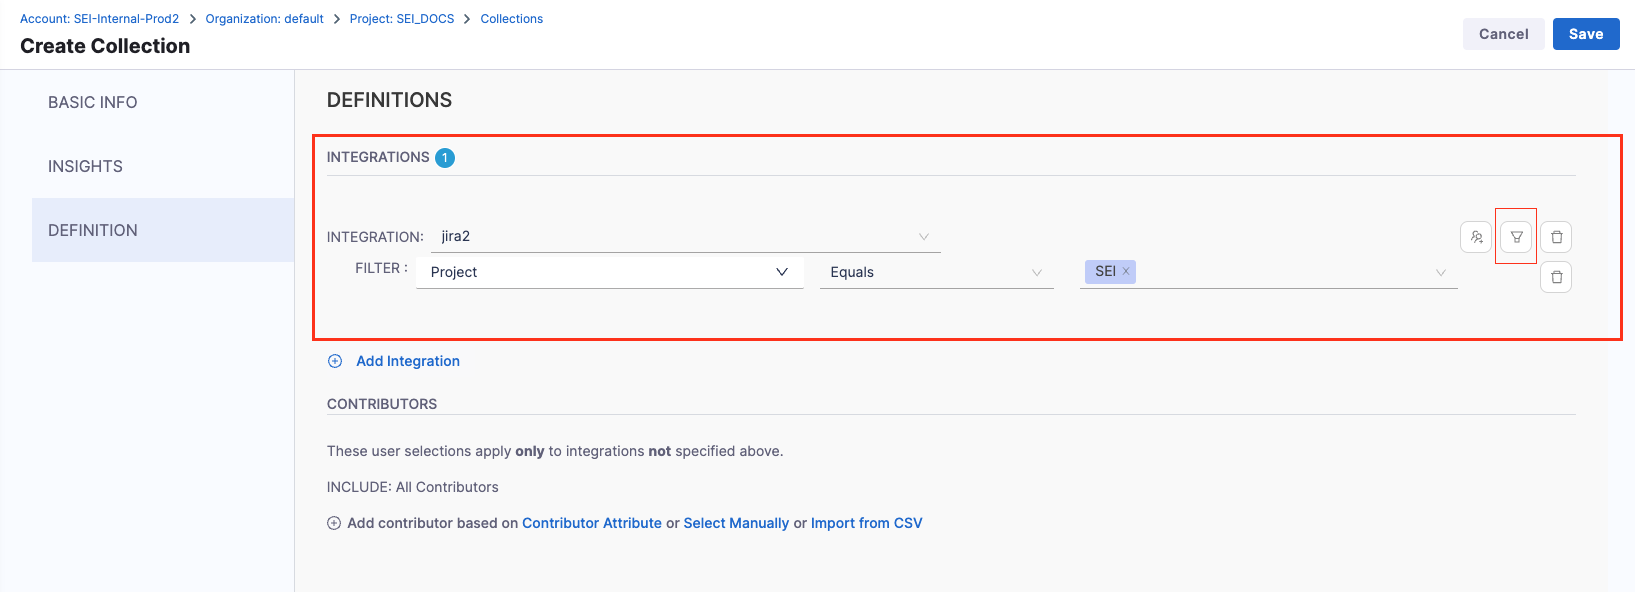 Account: SEI-Internal-Prod2 > Organization: default > Project: SEI_DOCS > Collections
Create Collection
Cancel
Save
BASIC INFO
INSIGHTS
DEFINITION
DEFINITIONS
INTEGRATIONS 1
INTEGRATION: jira2
FILTER : Project Equals SEI ×
Add Integration
CONTRIBUTORS
These user selections apply only to integrations not specified above.
INCLUDE: All Contributors
Add contributor based on Contributor Attribute or Select Manually or Import from CSV